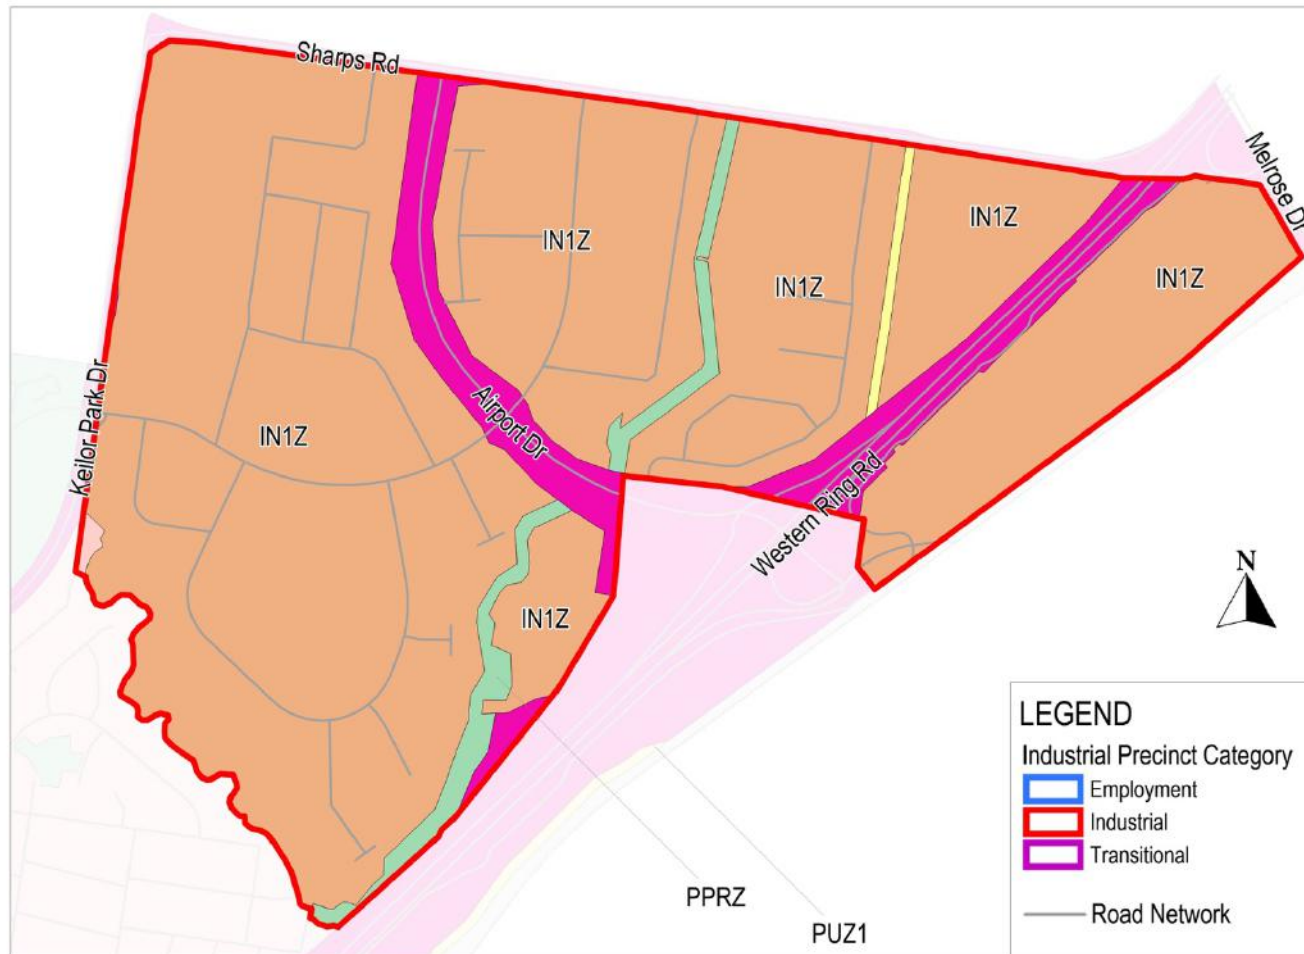 Sharps Rd
Melrose Dr
IN1Z
IN1Z
IN1Z
IN1Z
Keilor Park Dr
Airport Dr
IN1Z
Western Ring Rd
N
IN1Z
LEGEND
Industrial Precinct Category
Employment
Industrial
Transitional
Road Network
PPRZ
PUZ1